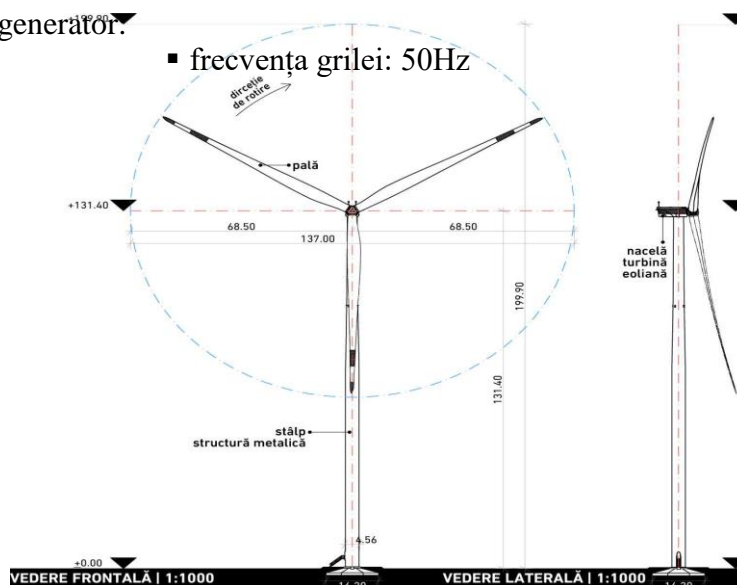 +199.90
generator:
▪ frecvența grilei: 50Hz
dircețîe
de rotire
pală
+131.40
68.50
68.50
137.00
nacelă
turbină
eoliană
199.90
131.40
stâlp
structură metalică
4.56
±0.00
VEDERE FRONTALĂ | 1:1000
VEDERE LATERALĂ | 1:1000